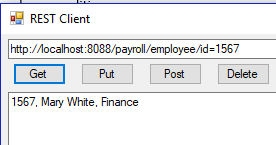 REST Client
http://localhost:8088/payroll/employee/id=1567
Get Put Post Delete
1567, Mary White, Finance